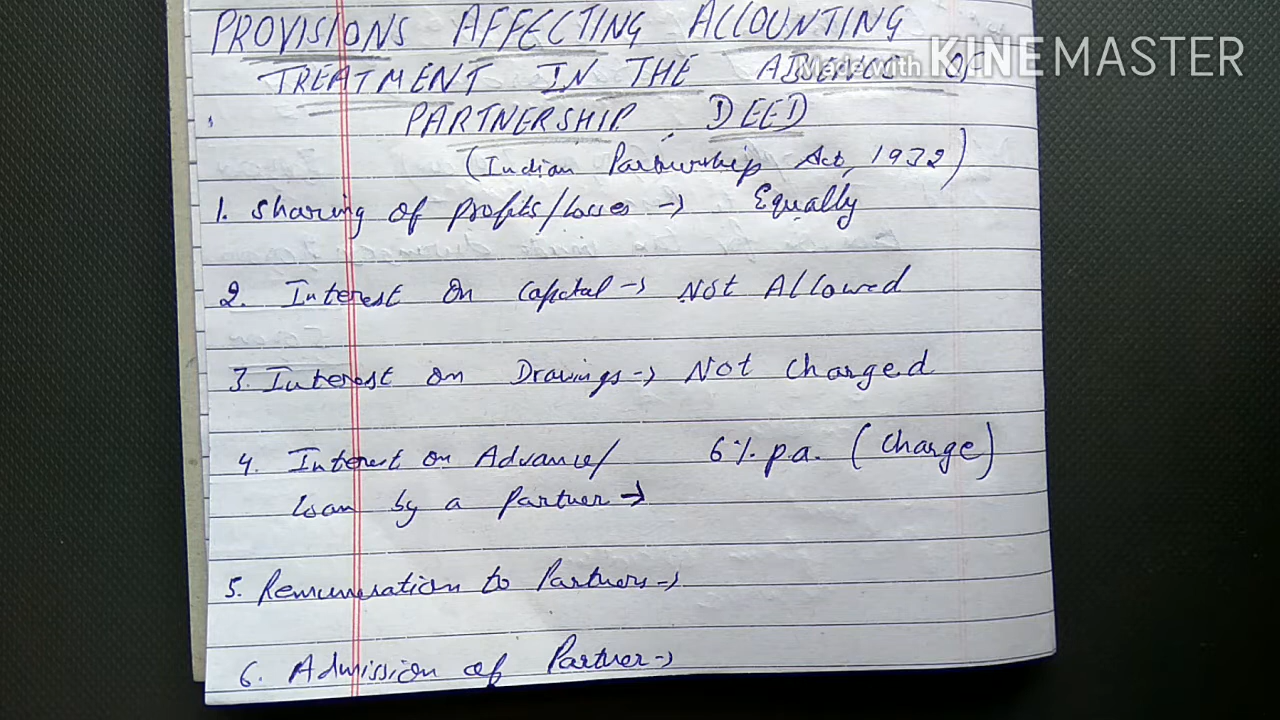 PROVISIONS AFFECTING ACCOUNTING
TREATMENT IN THE ABSENCE OF
Made with KINEMASTER
PARTNERSHIP DEED
(Indian Partnership Act, 1932)
1. Sharing of Profits/Losses → Equally
2. Interest on Capital → Not Allowed
3. Interest on Drawings → Not Charged
4. Interest on Advance/ 6% p.a. (Charge)
Loan by a Partner →
5. Remuneration to Partners →
6. Admission of Partner →